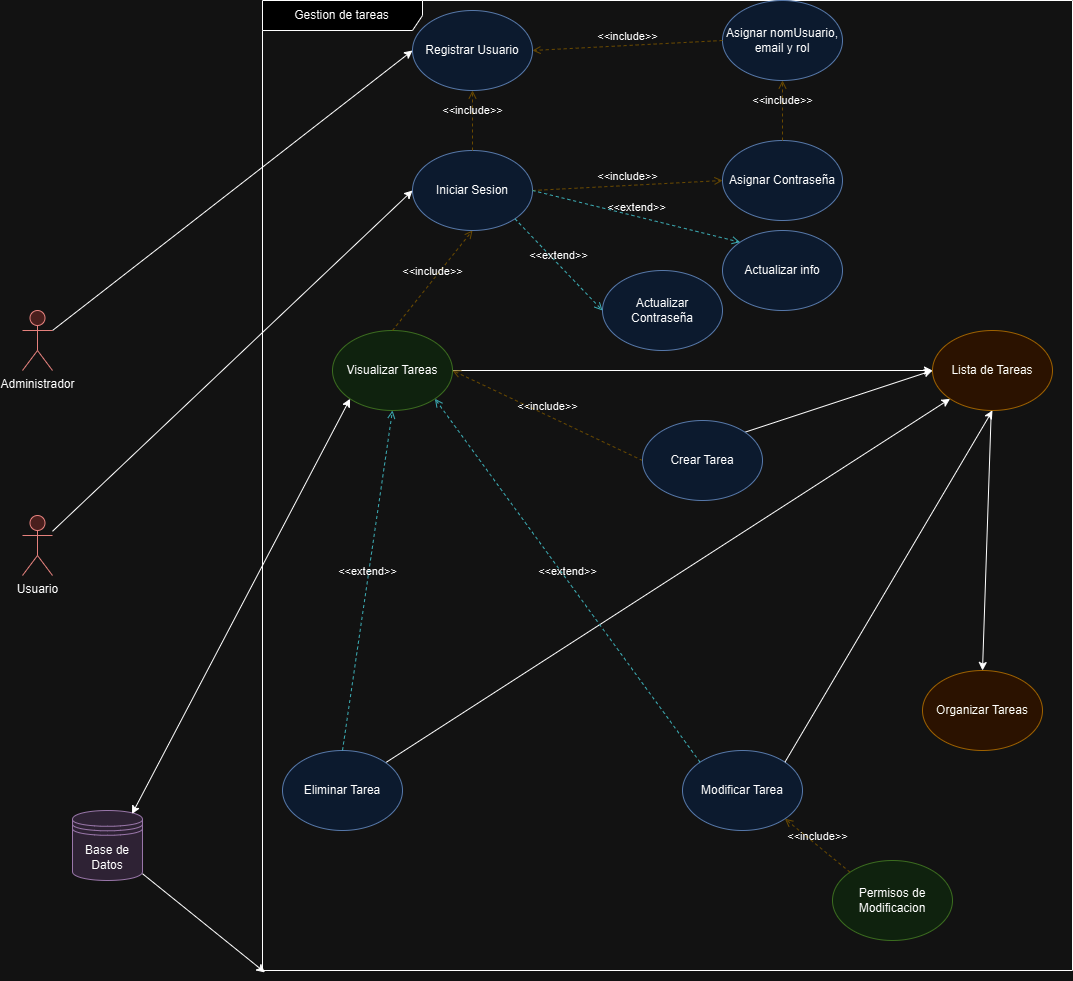 Gestion de tareas
Registrar Usuario
<<include>>
Asignar nomUsuario,
email y rol
<<include>>
<<include>>
Iniciar Sesion
<<include>>
Asignar Contraseña
<<extend>>
<<extend>>
Actualizar info
<<include>>
Actualizar
Contraseña
Administrador
Visualizar Tareas
Lista de Tareas
<<include>>
Crear Tarea
<<extend>>
<<extend>>
Usuario
Organizar Tareas
Eliminar Tarea
Modificar Tarea
<<include>>
Base de
Datos
Permisos de
Modificacion